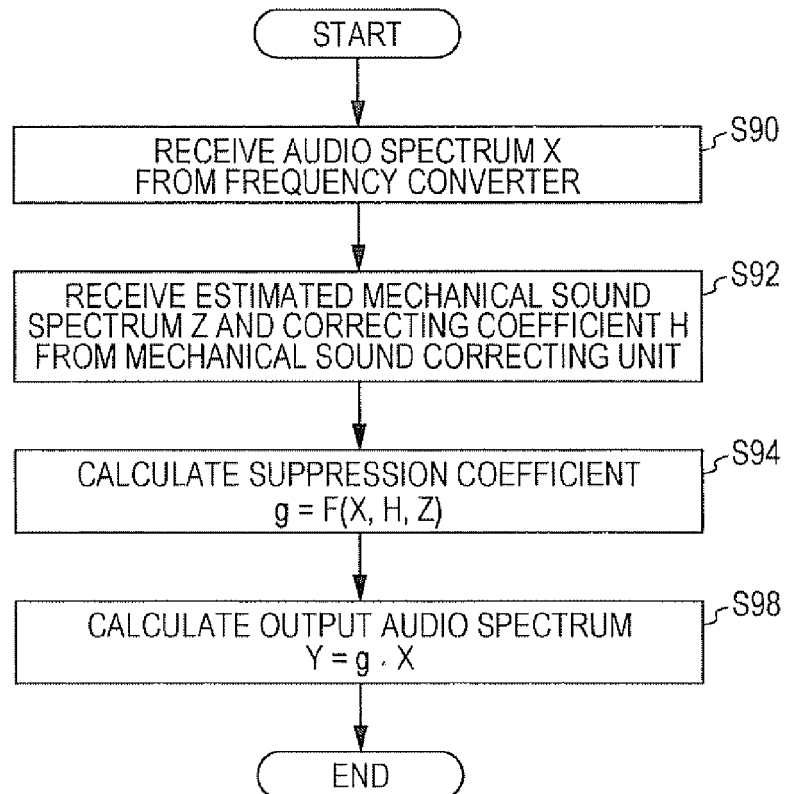 START
S90
RECEIVE AUDIO SPECTRUM X
FROM FREQUENCY CONVERTER
S92
RECEIVE ESTIMATED MECHANICAL SOUND
SPECTRUM Z AND CORRECTING COEFFICIENT H
FROM MECHANICAL SOUND CORRECTING UNIT
S94
CALCULATE SUPPRESSION COEFFICIENT
g = F(X, H, Z)
S98
CALCULATE OUTPUT AUDIO SPECTRUM
Y = g · X
END